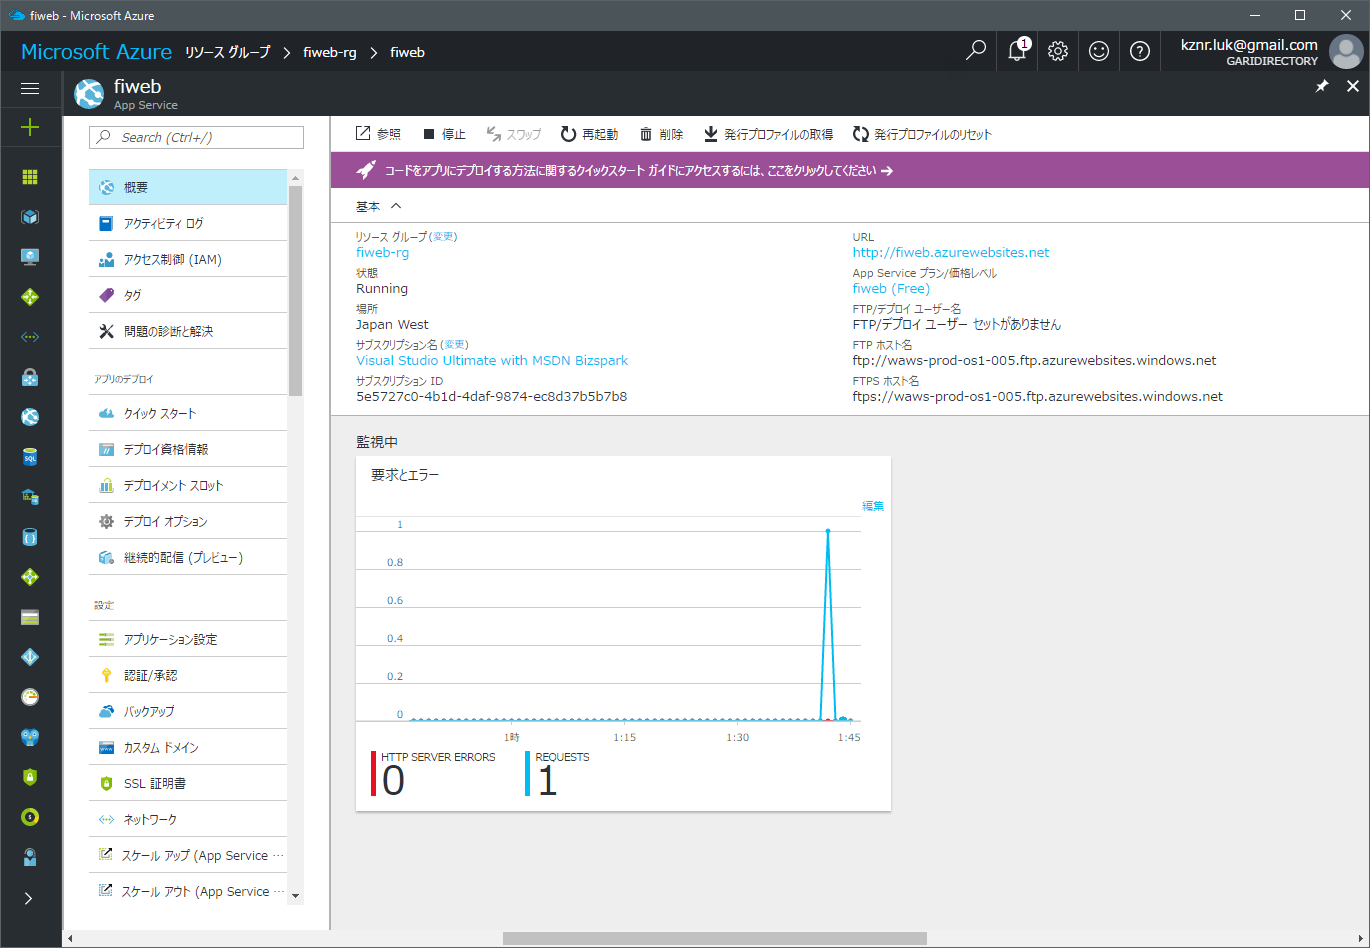 fiweb - Microsoft Azure
Microsoft Azure リソース グループ > fiweb-rg > fiweb
1
kznr.luk@gmail.com
GARIDIRECTORY
fiweb
App Service
Search (Ctrl+/)
概要
アクティビティ ログ
アクセス制御 (IAM)
タグ
問題の診断と解決
アプリのデプロイ
クイック スタート
デプロイ資格情報
デプロイメント スロット
デプロイ オプション
継続的配信 (プレビュー)
設定
アプリケーション設定
認証/承認
バックアップ
カスタム ドメイン
SSL 証明書
ネットワーク
スケール アップ (App Service ...
スケール アウト (App Service ...
参照 停止 スワップ 再起動 削除 発行プロファイルの取得 発行プロファイルのリセット
コードをアプリにデプロイする方法に関するクイックスタート ガイドにアクセスするには、ここをクリックしてください →
基本
リソース グループ (変更)
fiweb-rg
状態
Running
場所
Japan West
サブスクリプション名 (変更)
Visual Studio Ultimate with MSDN Bizspark
サブスクリプション ID
5e5727c0-4b1d-4daf-9874-ec8d37b5b7b8
URL
http://fiweb.azurewebsites.net
App Service プラン/価格レベル
fiweb (Free)
FTP/デプロイ ユーザー名
FTP/デプロイ ユーザー セットがありません
FTP ホスト名
ftp://waws-prod-os1-005.ftp.azurewebsites.windows.net
FTPS ホスト名
ftps://waws-prod-os1-005.ftp.azurewebsites.windows.net
監視中
要求とエラー
編集
1
0.8
0.6
0.4
0.2
0
1時 1:15 1:30 1:45
HTTP SERVER ERRORS
0
REQUESTS
1